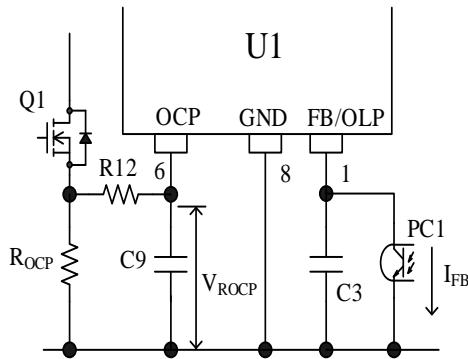 U1
Q1
OCP
GND
FB/OLP
R12
6
8
1
PC1
ROCP
C9
VROCP
C3
IFB